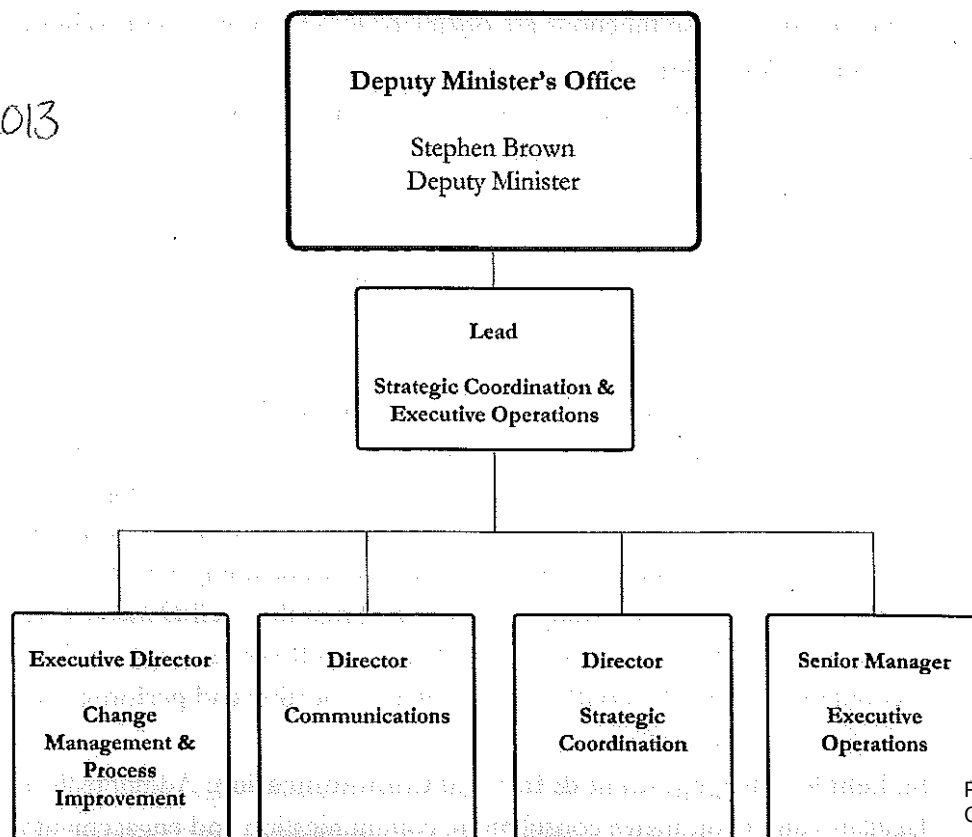 Deputy Minister's Office
013
Stephen Brown
Deputy Minister
Lead
Strategic Coordination &
Executive Operations
Executive Director
Change
Management &
Process
Improvement
Director
Communications
Director
Strategic
Coordination
Senior Manager
Executive
Operations